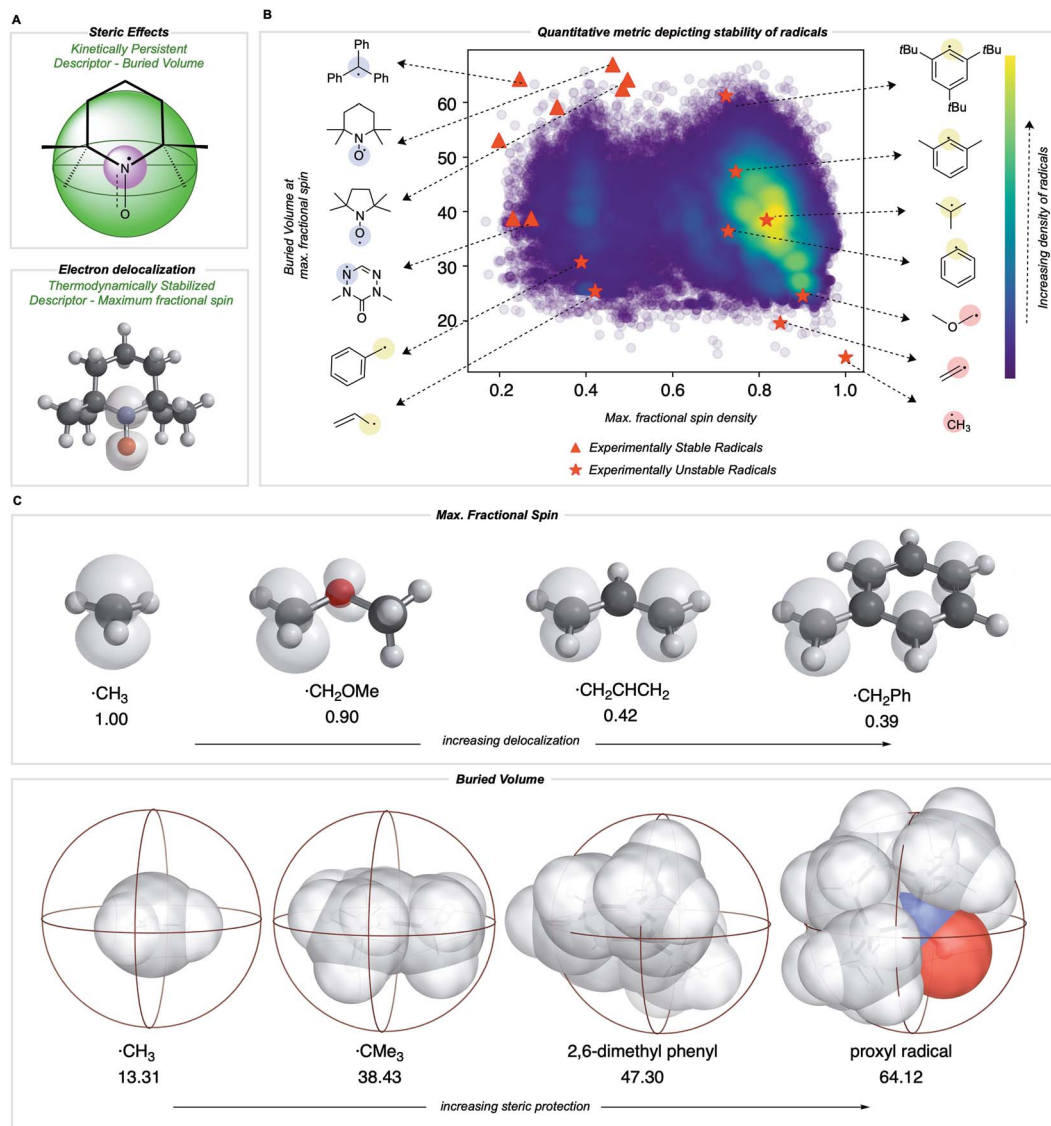 A
Steric Effects
Kinetically Persistent
Descriptor - Buried Volume
N
O
Electron delocalization
Thermodynamically Stabilized
Descriptor - Maximum fractional spin
B
Quantitative metric depicting stability of radicals
Ph
Ph
Ph
N
O
N
O
N
N
N
N
O
Buried Volume at
max. fractional spin
60
50
40
30
20
0.2
0.4
0.6
0.8
1.0
Max. fractional spin density
Experimentally Stable Radicals
Experimentally Unstable Radicals
tBu
tBu
tBu
O
CH3
Increasing density of radicals
C
Max. Fractional Spin
·CH3
1.00
·CH2OMe
0.90
·CH2CHCH2
0.42
·CH2Ph
0.39
increasing delocalization
Buried Volume
·CH3
13.31
·CMe3
38.43
2,6-dimethyl phenyl
47.30
proxyl radical
64.12
increasing steric protection